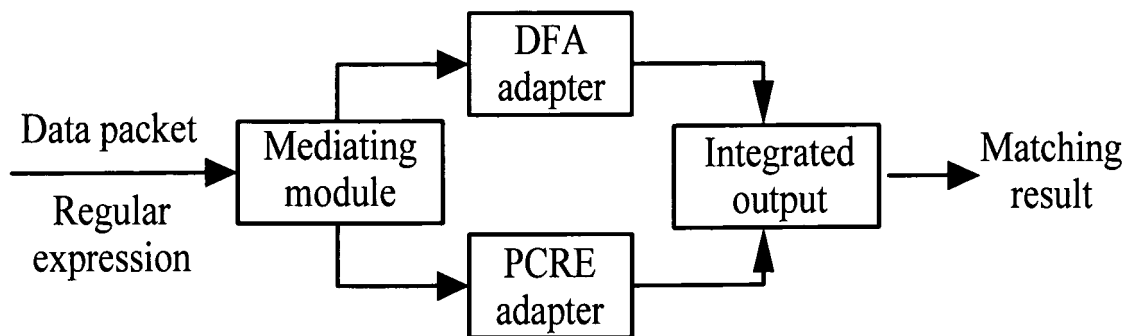 Data packet
Regular
expression
Mediating
module
DFA
adapter
PCRE
adapter
Integrated
output
Matching
result